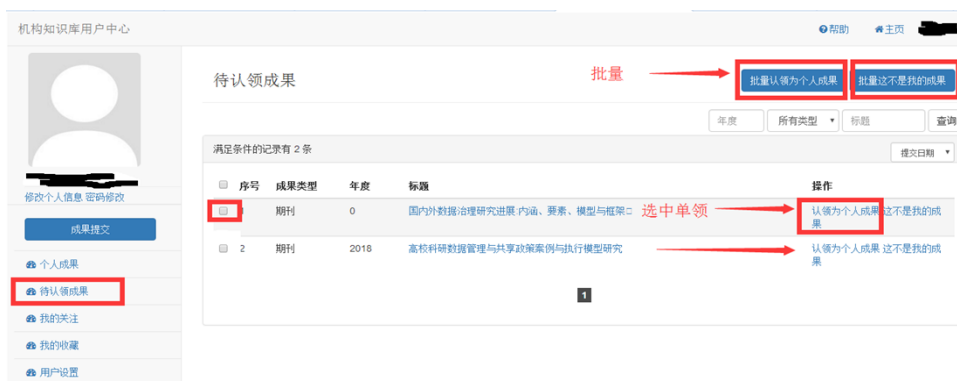 机构知识库用户中心
帮助 主页
待认领成果
批量
批量认领为个人成果 批量这不是我的成果
年度 所有类型 标题 查询
满足条件的记录有 2 条
提交日期
序号 成果类型 年度 标题 操作
期刊 0 国内外数据治理研究进展 内涵、要素、模型与框架□ 选中单领 认领为个人成果 这不是我的成
果
2 期刊 2018 高校科研数据管理与共享政策案例与执行模型研究 认领为个人成果 这不是我的成
果
1
修改个人信息 密码修改
成果提交
个人成果
待认领成果
我的关注
我的收藏
用户设置